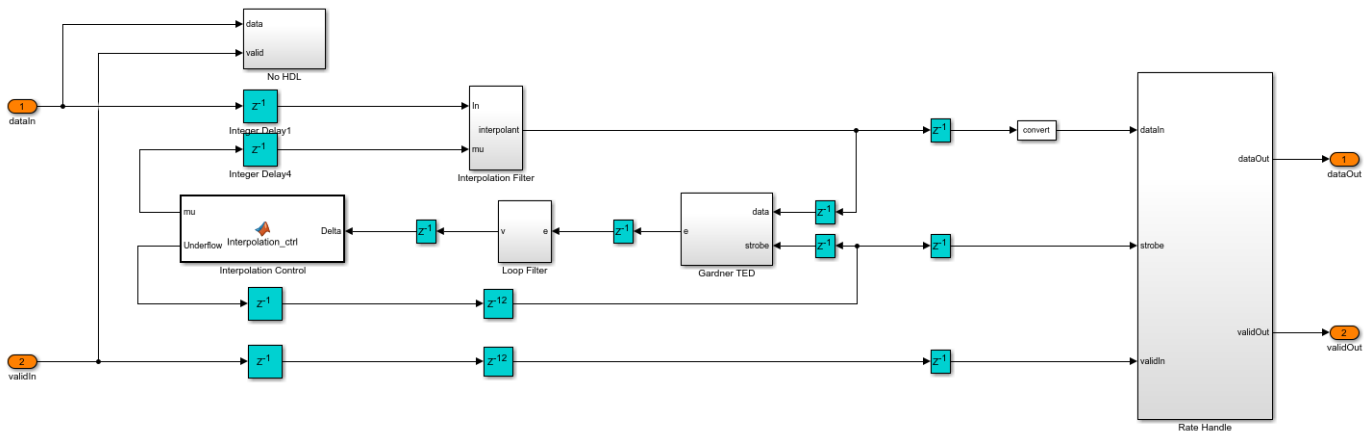 data
valid
No HDL
1
dataIn
z-1
Integer Delay1
z-1
Integer Delay4
In
interpolant
mu
Interpolation Filter
z-1
convert
dataIn
dataOut
1
dataOut
mu
Interpolation_ctrl
Delta
Underflow
Interpolation Control
z-1
v
e
Loop Filter
z-1
data
e
strobe
Gardner TED
z-1
z-1
z-1
strobe
z-1
z-12
validOut
2
validOut
2
validIn
z-1
z-12
z-1
validIn
Rate Handle